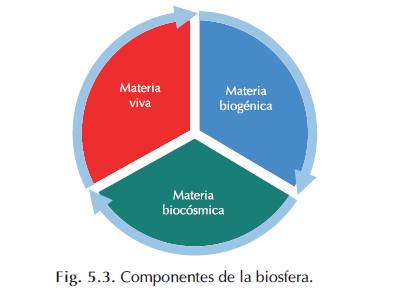 Materia
viva
Materia
biogénica
Materia
biocósmica
Fig. 5.3. Componentes de la biosfera.